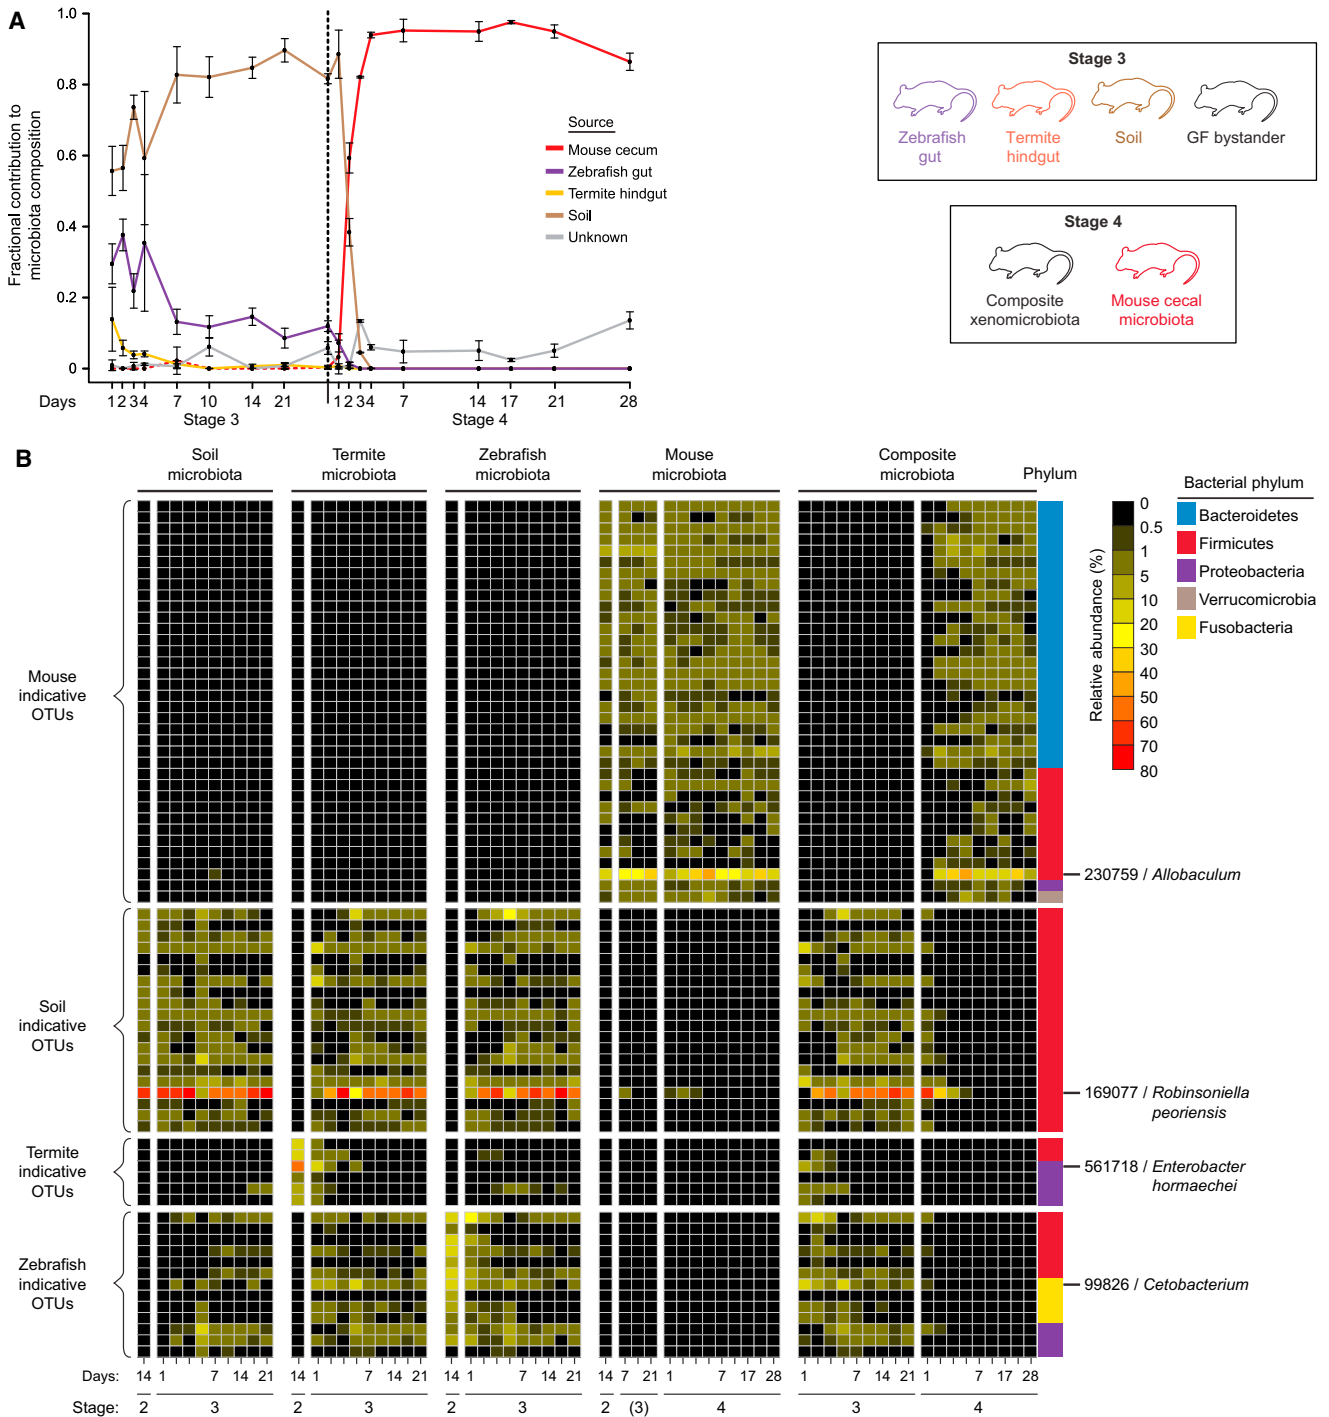 A
Fractional contribution to
microbiota composition
1.0
0.8
0.6
0.4
0.2
0
Source
Mouse cecum
Zebrafish gut
Termite hindgut
Soil
Unknown
Days 1 2 3 4 7 10 14 21 1 2 3 4 7 14 17 21 28
Stage 3 Stage 4
Stage 3
Zebrafish
gut
Termite
hindgut
Soil
GF bystander
Stage 4
Composite
xenomicrobiota
Mouse cecal
microbiota
B
Soil
microbiota
Termite
microbiota
Zebrafish
microbiota
Mouse
microbiota
Composite
microbiota
Phylum
Mouse
indicative
OTUs
Soil
indicative
OTUs
Termite
indicative
OTUs
Zebrafish
indicative
OTUs
230759 / Allobaculum
169077 / Robinsoniella
peoriensis
561718 / Enterobacter
hormaechei
99826 / Cetobacterium
Relative abundance (%)
0
0.5
1
5
10
20
30
40
50
60
70
80
Bacterial phylum
Bacteroidetes
Firmicutes
Proteobacteria
Verrucomicrobia
Fusobacteria
Days: 14 1 7 14 21 14 1 7 14 21 14 1 7 14 21 14 7 21 1 7 17 28 1 7 14 21 1 7 17 28
Stage: 2 3 2 3 2 3 2 (3) 4 3 4